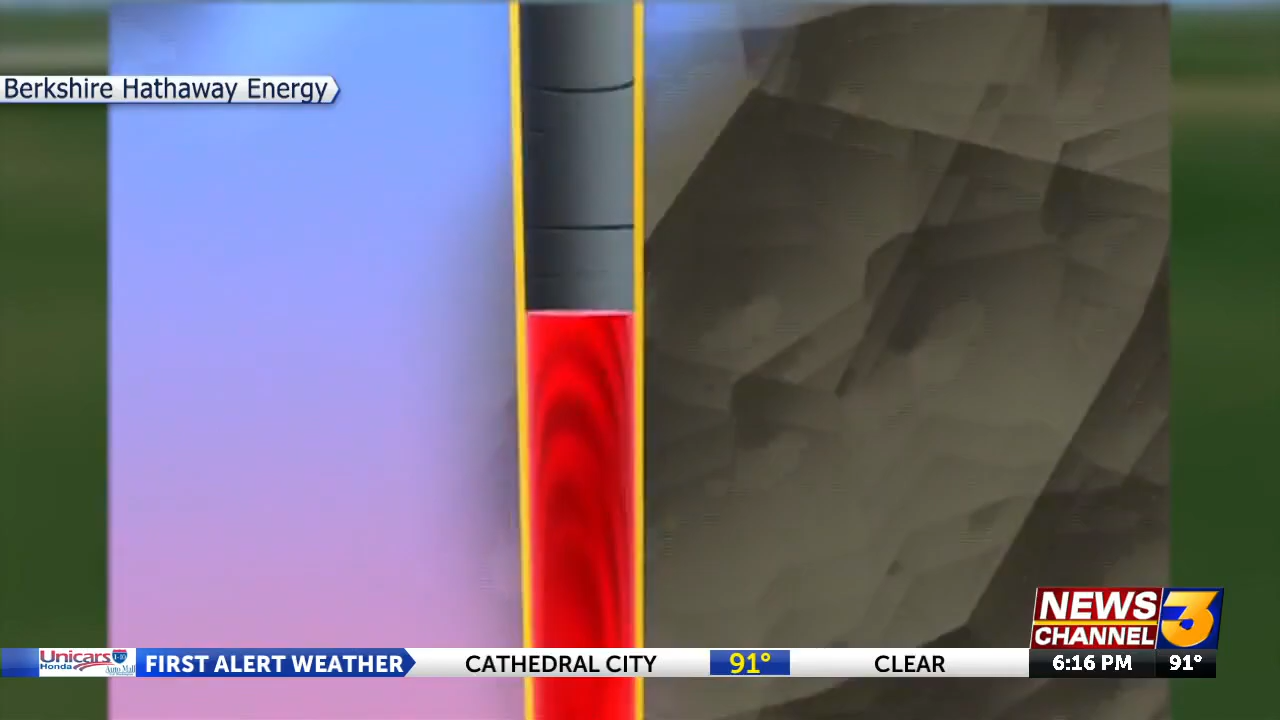 Berkshire Hathaway Energy
NEWS
CHANNEL 3
Unicars
Honda
FIRST ALERT WEATHER
CATHEDRAL CITY
91°
CLEAR
6:16 PM
91°